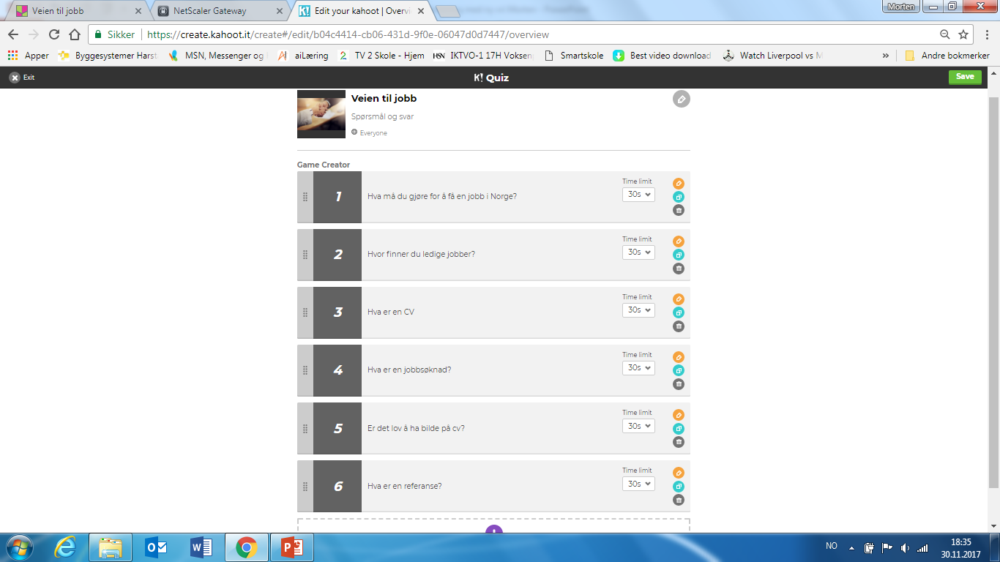 Veien til jobb
NetScaler Gateway
Edit your kahoot | Overvi
Morten
Sikker
https://create.kahoot.it/create#/edit/b04c4414-cb06-431d-9f0e-06047d0d7447/overview
Apper
Byggesystemer Harst
MSN, Messenger og
aiLæring
TV 2 Skole - Hjem
HSN
IKTVO-1 17H Vokseng
Smartskole
Best video download
Watch Liverpool vs M
»
Andre bokmerker
Exit
K! Quiz
Save
Veien til jobb
Spørsmål og svar
Everyone
Game Creator
1
Hva må du gjøre for å få en jobb i Norge?
Time limit
30s
2
Hvor finner du ledige jobber?
Time limit
30s
3
Hva er en CV
Time limit
30s
4
Hva er en jobbsøknad?
Time limit
30s
5
Er det lov å ha bilde på cv?
Time limit
30s
6
Hva er en referanse?
Time limit
30s
NO
18:35
30.11.2017